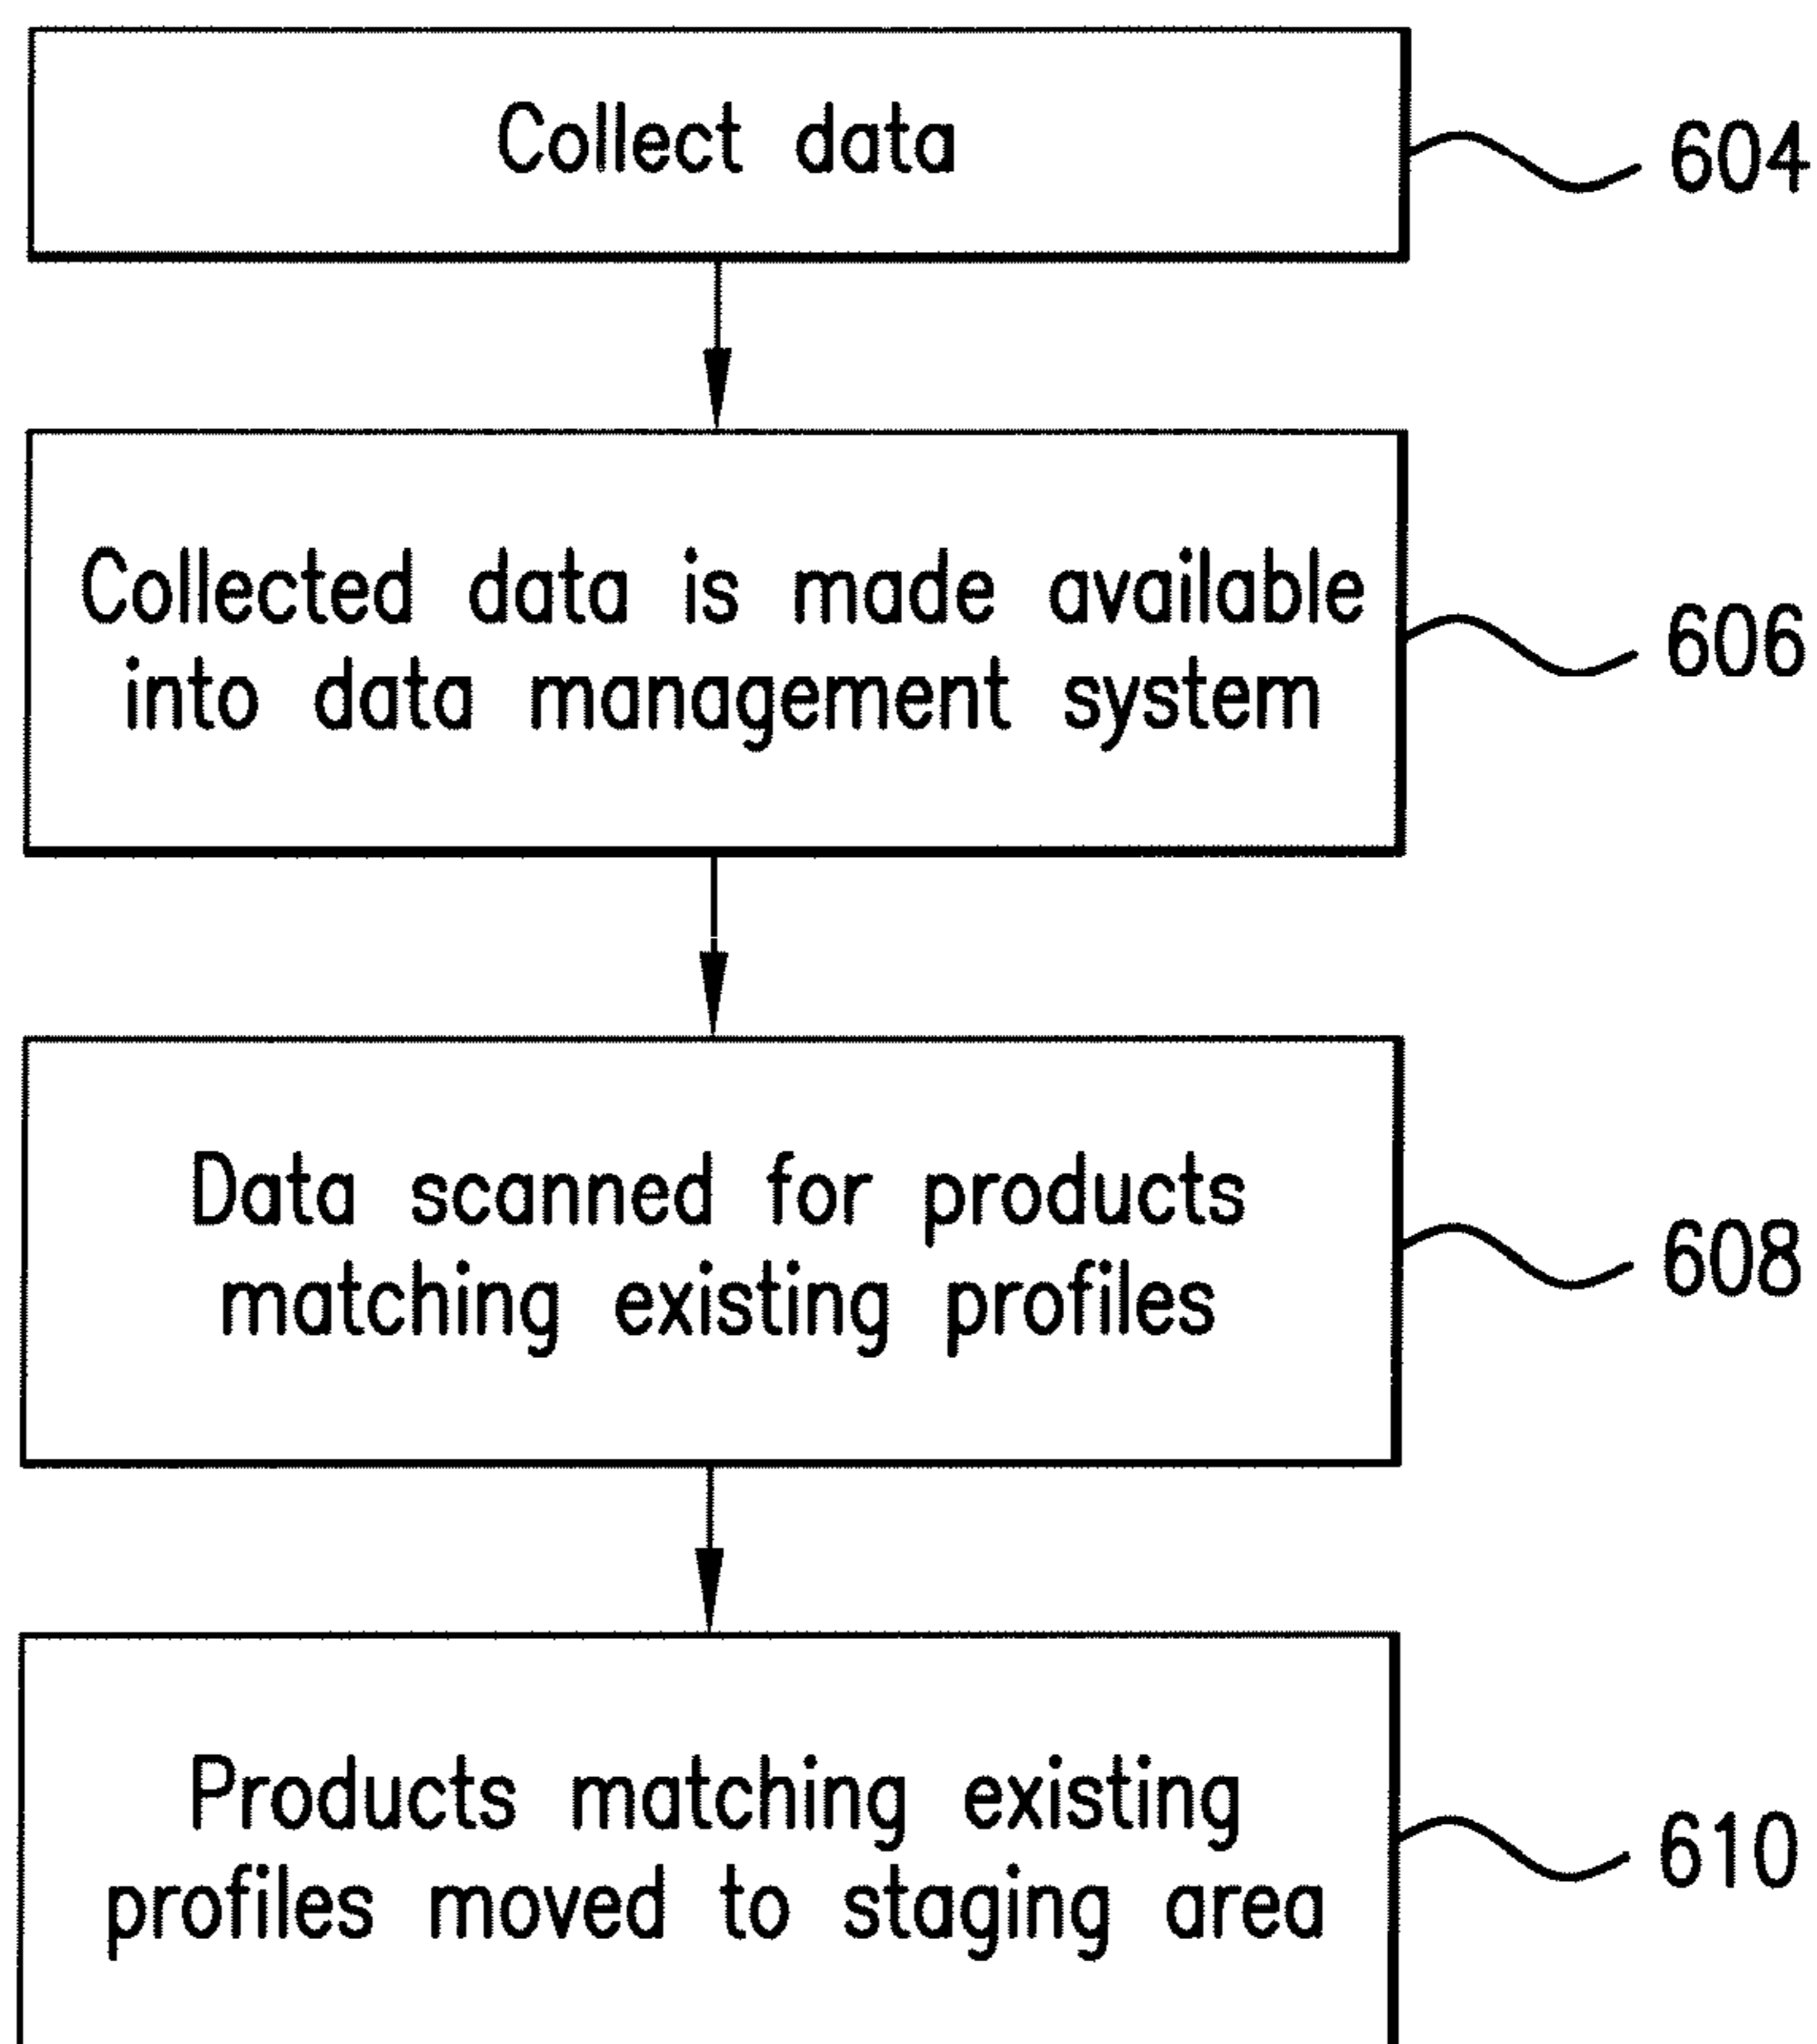 Collect data
604
Collected data is made available
into data management system
606
Data scanned for products
matching existing profiles
608
Products matching existing
profiles moved to staging area
610